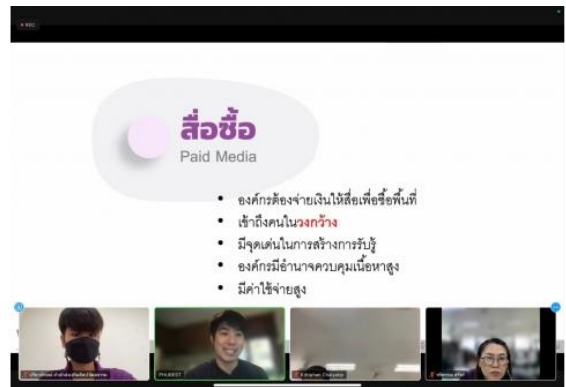 REC
สื่อซื้อ
Paid Media
• องค์กรต้องจ่ายเงินให้สื่อเพื่อซื้อพื้นที่
• เข้าถึงคนในวงกว้าง
• มีจุดเด่นในการสร้างการรับรู้
• องค์กรมีอำนาจควบคุมเนื้อหาสูง
• มีค่าใช้จ่ายสูง